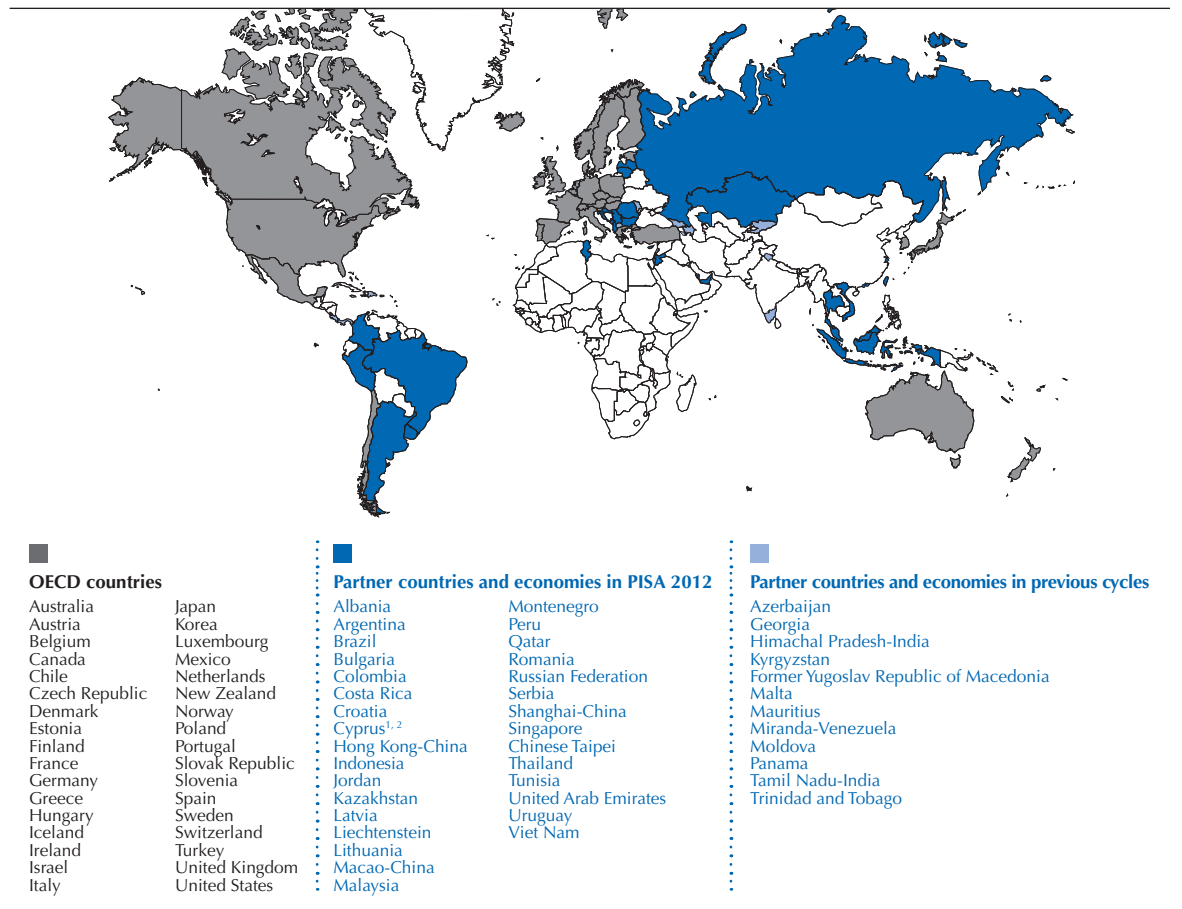 OECD countries
Australia
Austria
Belgium
Canada
Chile
Czech Republic
Denmark
Estonia
Finland
France
Germany
Greece
Hungary
Iceland
Ireland
Israel
Italy
Japan
Korea
Luxembourg
Mexico
Netherlands
New Zealand
Norway
Poland
Portugal
Slovak Republic
Slovenia
Spain
Sweden
Switzerland
Turkey
United Kingdom
United States
Partner countries and economies in PISA 2012
Albania
Argentina
Brazil
Bulgaria
Colombia
Costa Rica
Croatia
Cyprus1, 2
Hong Kong-China
Indonesia
Jordan
Kazakhstan
Latvia
Liechtenstein
Lithuania
Macao-China
Malaysia
Montenegro
Peru
Qatar
Romania
Russian Federation
Serbia
Shanghai-China
Singapore
Chinese Taipei
Thailand
Tunisia
United Arab Emirates
Uruguay
Viet Nam
Partner countries and economies in previous cycles
Azerbaijan
Georgia
Himachal Pradesh-India
Kyrgyzstan
Former Yugoslav Republic of Macedonia
Malta
Mauritius
Miranda-Venezuela
Moldova
Panama
Tamil Nadu-India
Trinidad and Tobago